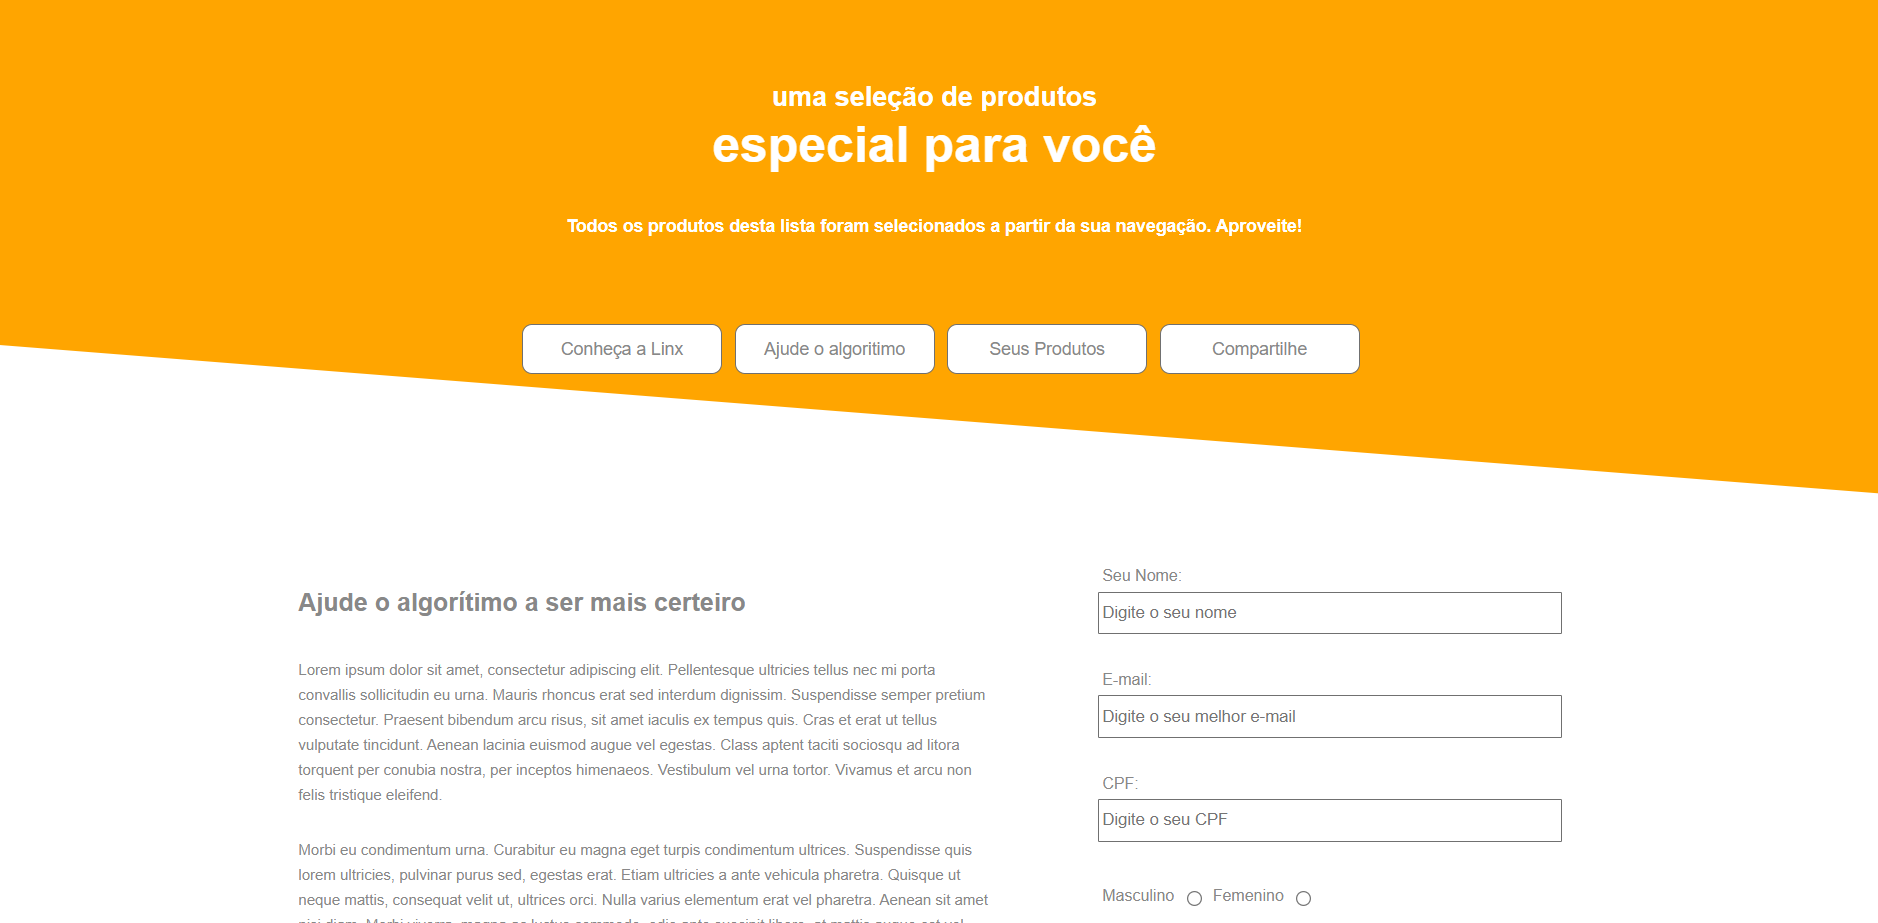 uma seleção de produtos
especial para você
Todos os produtos desta lista foram selecionados a partir da sua navegação. Aproveite!
Conheça a Linx
Ajude o algoritimo
Seus Produtos
Compartilhe
Ajude o algorítimo a ser mais certeiro
Lorem ipsum dolor sit amet, consectetur adipiscing elit. Pellentesque ultricies tellus nec mi porta
convallis sollicitudin eu urna. Mauris rhoncus erat sed interdum dignissim. Suspendisse semper pretium
consectetur. Praesent bibendum arcu risus, sit amet iaculis ex tempus quis. Cras et erat ut tellus
vulputate tincidunt. Aenean lacinia euismod augue vel egestas. Class aptent taciti sociosqu ad litora
torquent per conubia nostra, per inceptos himenaeos. Vestibulum vel urna tortor. Vivamus et arcu non
felis tristique eleifend.
Morbi eu condimentum urna. Curabitur eu magna eget turpis condimentum ultrices. Suspendisse quis
lorem ultricies, pulvinar purus sed, egestas erat. Etiam ultricies a ante vehicula pharetra. Quisque ut
neque mattis, consequat velit ut, ultrices orci. Nulla varius elementum erat vel pharetra. Aenean sit amet
Seu Nome:
Digite o seu nome
E-mail:
Digite o seu melhor e-mail
CPF:
Digite o seu CPF
Masculino
Femenino